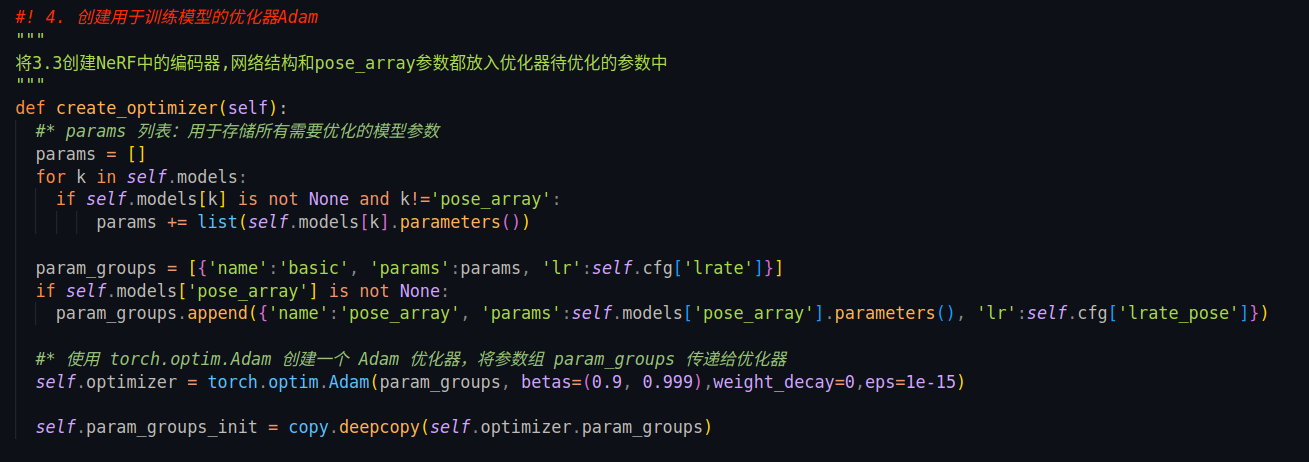 #! 4. 创建用于训练模型的优化器Adam
"""
将3.3创建NeRF中的编码器,网络结构和pose_array参数都放入优化器待优化的参数中
"""
def create_optimizer(self):
  #* params 列表：用于存储所有需要优化的模型参数
  params = []
  for k in self.models:
    if self.models[k] is not None and k!='pose_array':
        params += list(self.models[k].parameters())

  param_groups = [{'name':'basic', 'params':params, 'lr':self.cfg['lrate']}]
  if self.models['pose_array'] is not None:
    param_groups.append({'name':'pose_array', 'params':self.models['pose_array'].parameters(), 'lr':self.cfg['lrate_pose']})

  #* 使用 torch.optim.Adam 创建一个 Adam 优化器，将参数组 param_groups 传递给优化器
  self.optimizer = torch.optim.Adam(param_groups, betas=(0.9, 0.999),weight_decay=0,eps=1e-15)

  self.param_groups_init = copy.deepcopy(self.optimizer.param_groups)